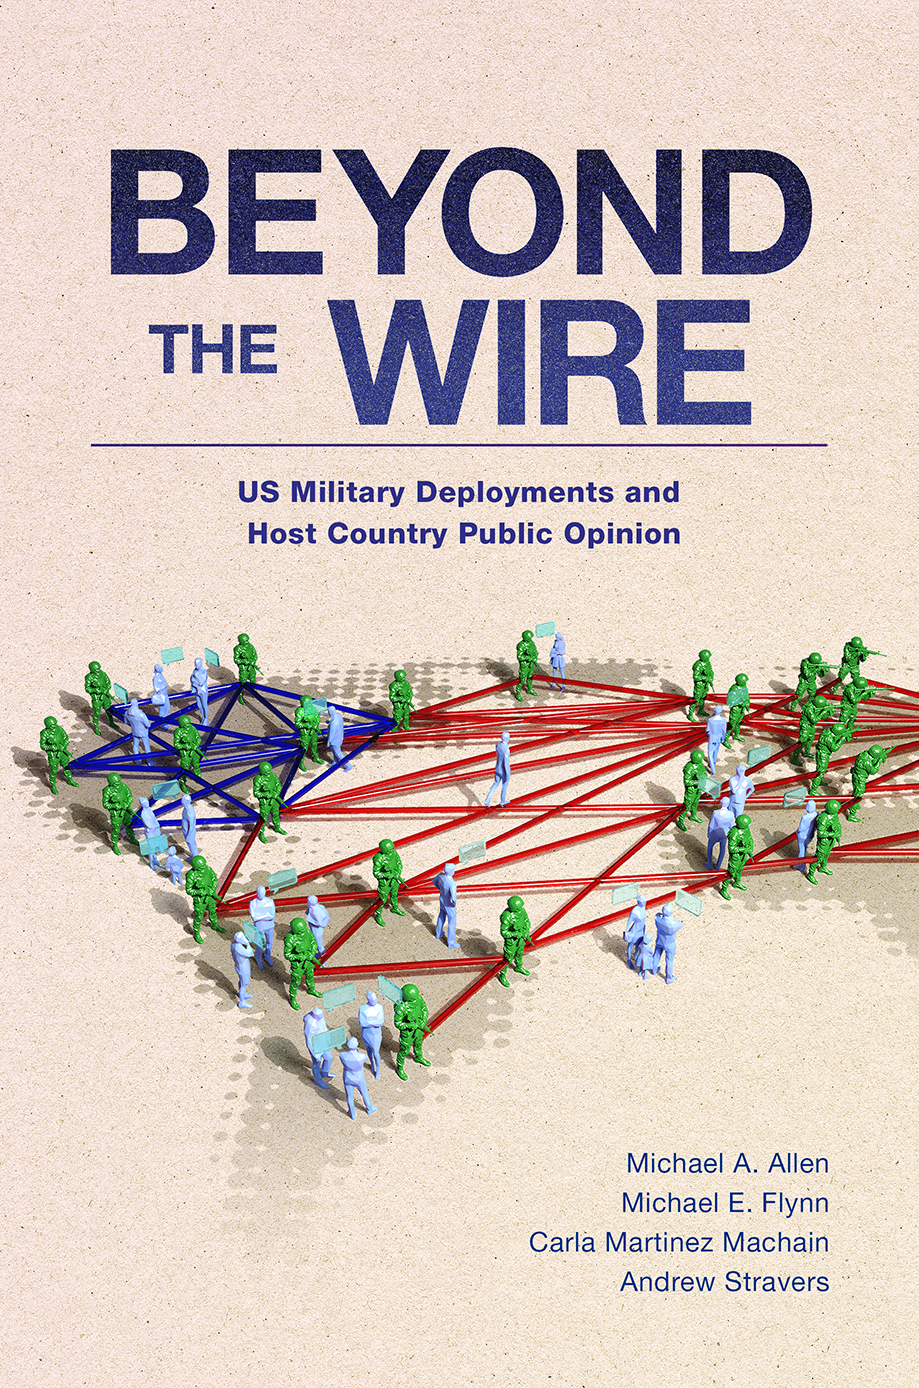 BEYOND
THE WIRE
US Military Deployments and
Host Country Public Opinion
Michael A. Allen
Michael E. Flynn
Carla Martinez Machain
Andrew Stravers